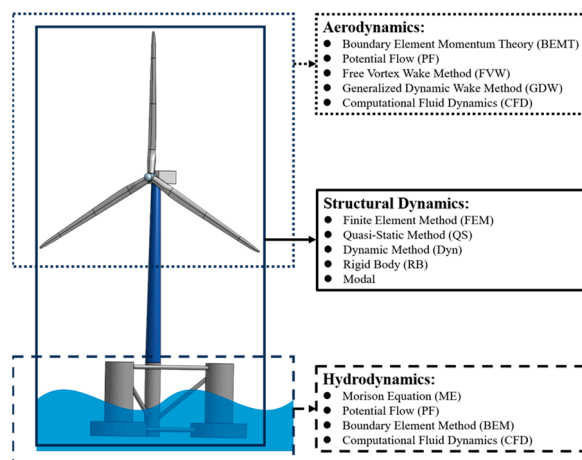 Aerodynamics:
● Boundary Element Momentum Theory (BEMT)
● Potential Flow (PF)
● Free Vortex Wake Method (FVW)
● Generalized Dynamic Wake Method (GDW)
● Computational Fluid Dynamics (CFD)
Structural Dynamics:
● Finite Element Method (FEM)
● Quasi-Static Method (QS)
● Dynamic Method (Dyn)
● Rigid Body (RB)
● Modal
Hydrodynamics:
● Morison Equation (ME)
● Potential Flow (PF)
● Boundary Element Method (BEM)
● Computational Fluid Dynamics (CFD)